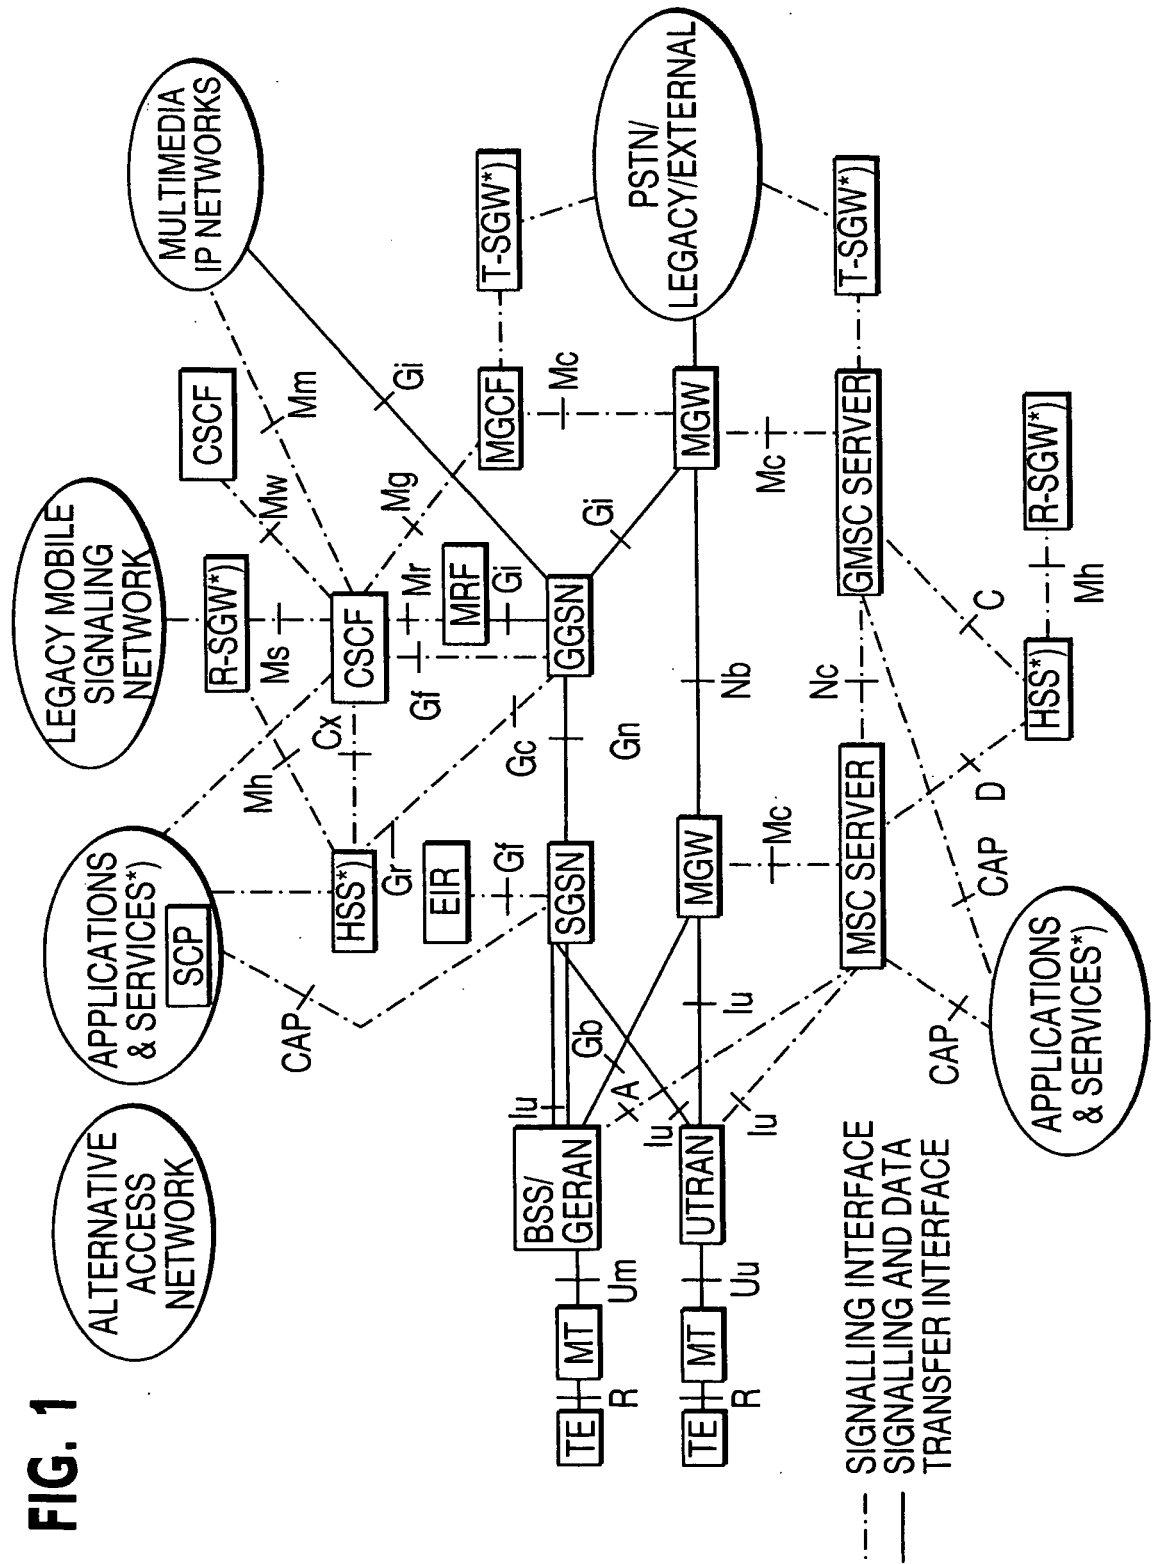 FIG. 1
ALTERNATIVE
ACCESS
NETWORK
APPLICATIONS
& SERVICES*)
SCP
LEGACY MOBILE
SIGNALING
NETWORK
MULTIMEDIA
IP NETWORKS
CAP
Mh
R-SGW*)
Ms
Mw
CSCF
Mm
Gi
Cx
CSCF
HSS*)
Gr
Gf
Mr
Mg
MRF
Gi
EIR
Gf
Gc
MGCF
T-SGW*)
Mc
TE
R
MT
Um
BSS/
GERAN
Iu
Gb
A
SGSN
Gn
GGSN
Gi
PSTN/
LEGACY/EXTERNAL
TE
R
MT
Uu
UTRAN
Iu
Iu
Iu
MGW
Nb
MGW
Mc
Mc
MSC SERVER
Nc
GMSC SERVER
T-SGW*)
CAP
CAP
D
C
HSS*)
Mh
R-SGW*)
APPLICATIONS
& SERVICES*)
SIGNALLING INTERFACE
SIGNALLING AND DATA
TRANSFER INTERFACE